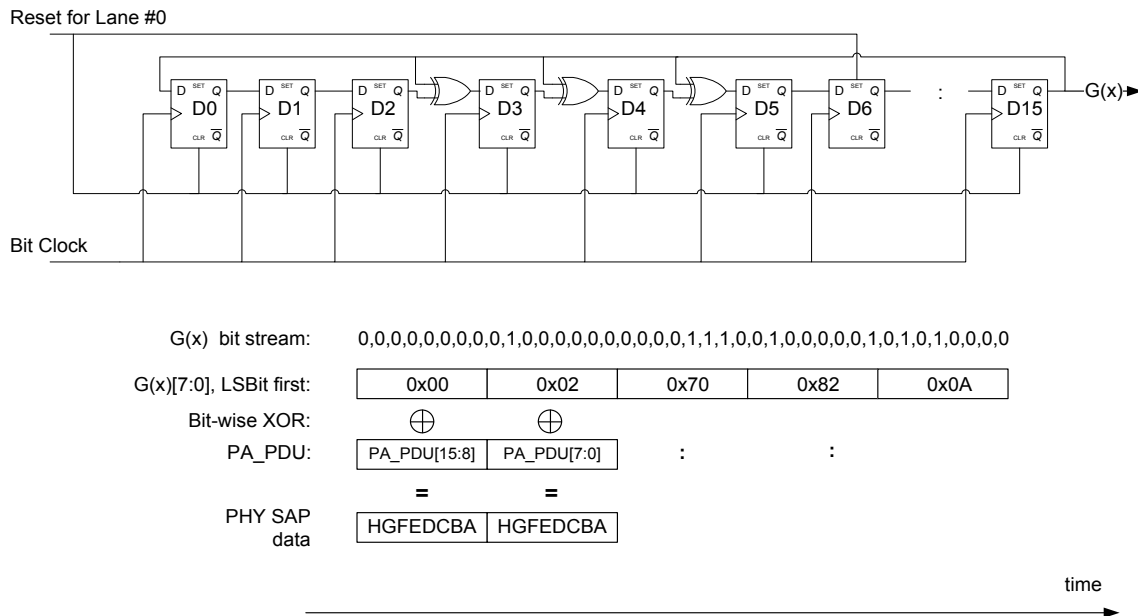 Reset for Lane #0
D SET Q D SET Q D SET Q D SET Q D SET Q D SET Q D SET Q : D SET Q
D0 D1 D2 D3 D4 D5 D6 D15 G(x)
CLR Q CLR Q CLR Q CLR Q CLR Q CLR Q CLR Q CLR Q
Bit Clock
G(x) bit stream: 0,0,0,0,0,0,0,0,0,1,0,0,0,0,0,0,0,0,0,0,1,1,1,0,0,1,0,0,0,0,0,1,0,1,0,1,0,0,0,0
G(x)[7:0], LSBit first: 0x00 0x02 0x70 0x82 0x0A
Bit-wise XOR:
PA_PDU: PA_PDU[15:8] PA_PDU[7:0] : :
= =
PHY SAP data HGFEDCBA HGFEDCBA
time